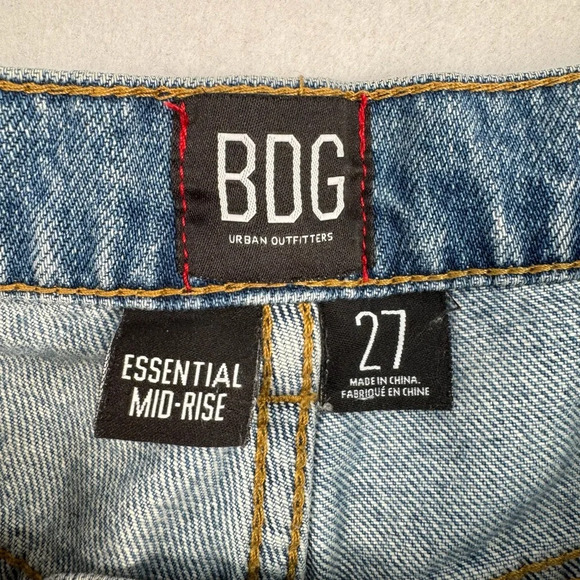 BDG
URBAN OUTFITTERS
ESSENTIAL
MID-RISE
27
MADE IN CHINA.
FABRIQUÉ EN CHINE